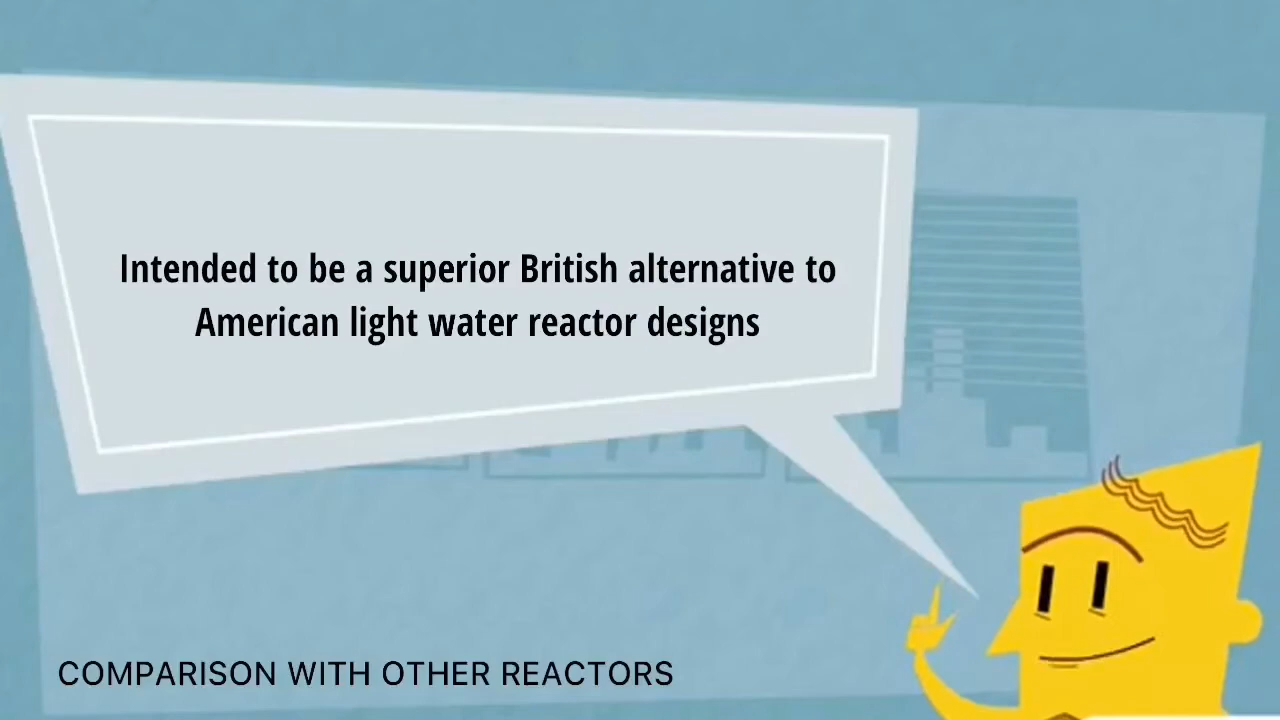 Intended to be a superior British alternative to
American light water reactor designs
COMPARISON WITH OTHER REACTORS